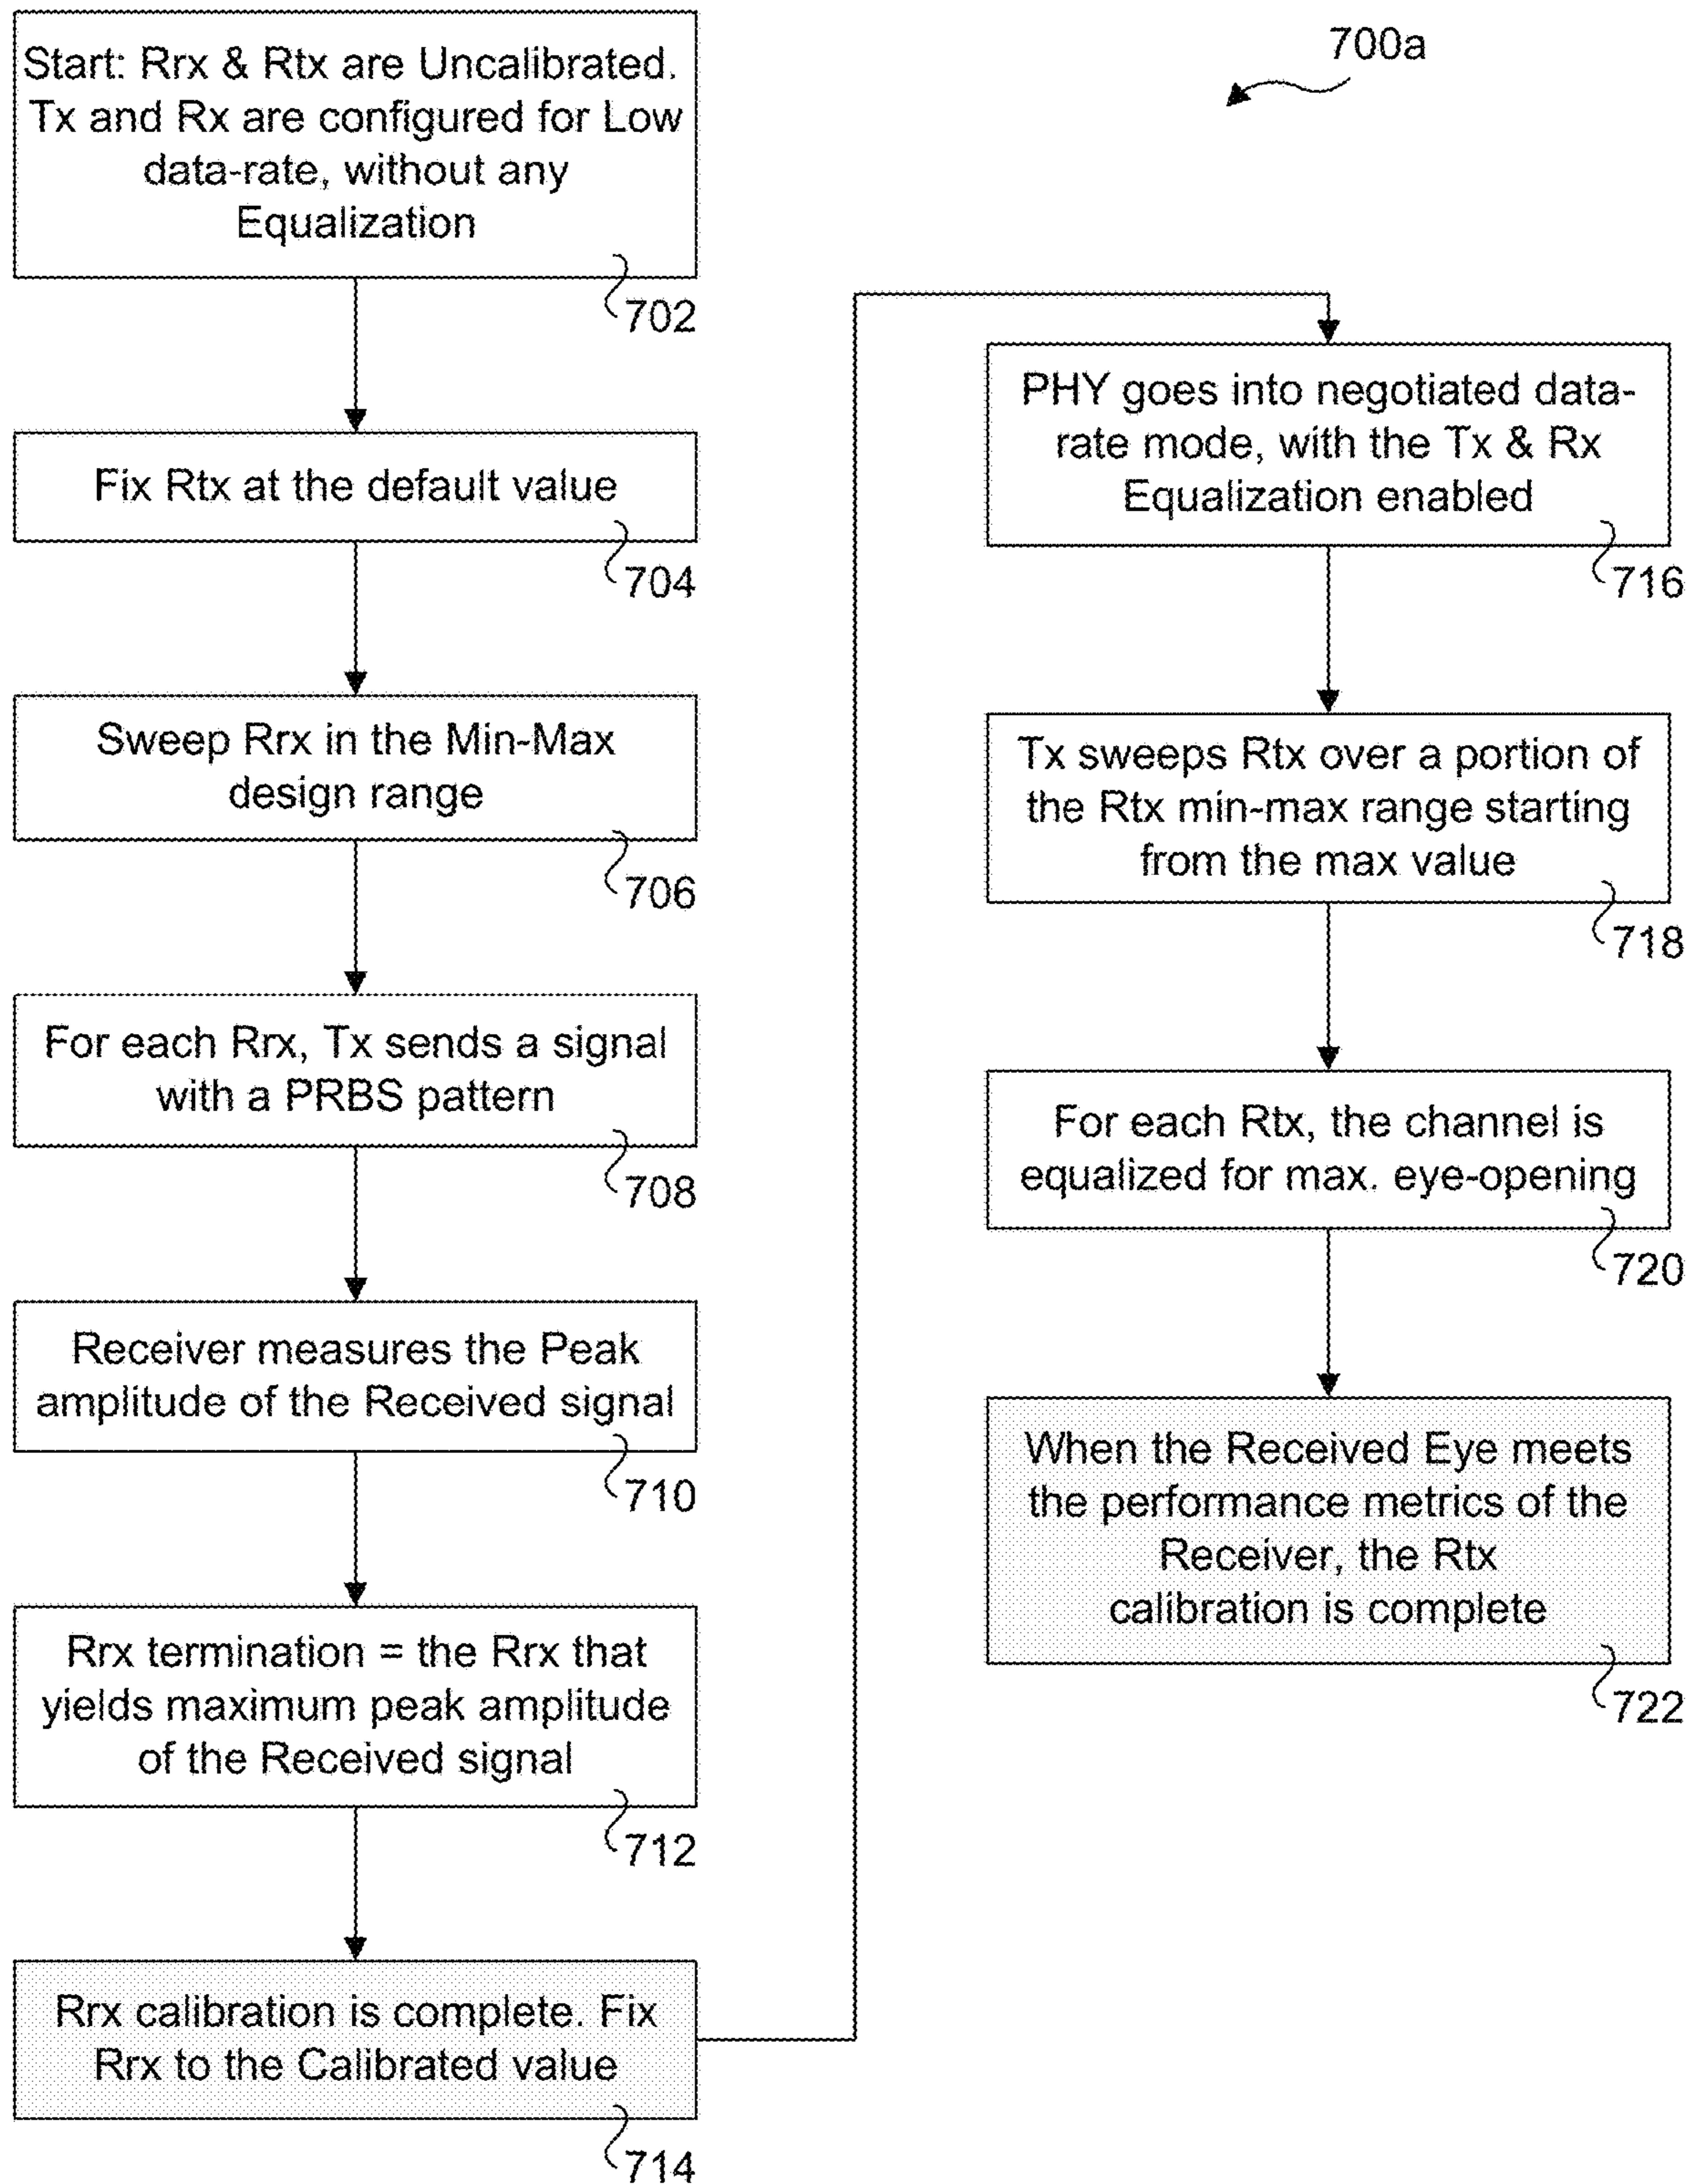 700a
Start: Rrx & Rtx are Uncalibrated.
Tx and Rx are configured for Low
data-rate, without any
Equalization
702
Fix Rtx at the default value
704
Sweep Rrx in the Min-Max
design range
706
For each Rrx, Tx sends a signal
with a PRBS pattern
708
Receiver measures the Peak
amplitude of the Received signal
710
Rrx termination = the Rrx that
yields maximum peak amplitude
of the Received signal
712
Rrx calibration is complete. Fix
Rrx to the Calibrated value
714
PHY goes into negotiated data-
rate mode, with the Tx & Rx
Equalization enabled
716
Tx sweeps Rtx over a portion of
the Rtx min-max range starting
from the max value
718
For each Rtx, the channel is
equalized for max. eye-opening
720
When the Received Eye meets
the performance metrics of the
Receiver, the Rtx
calibration is complete
722